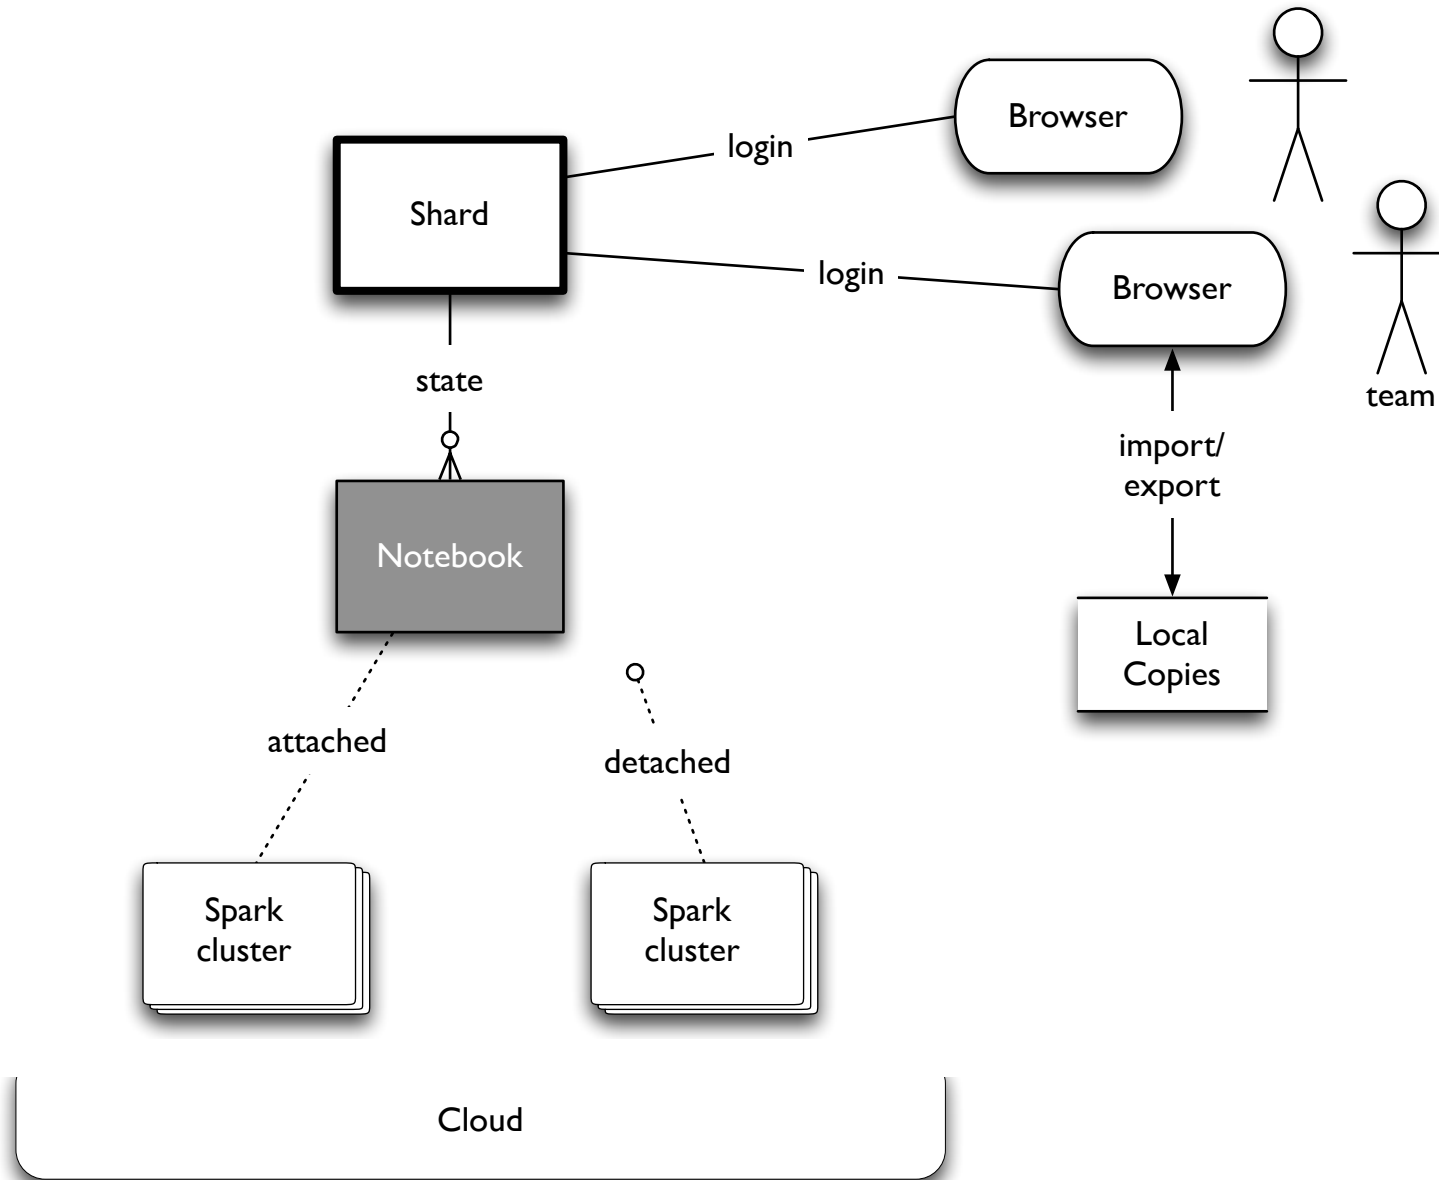 Browser
login
Shard
login
Browser
state
team
import/
export
Notebook
Local
Copies
attached
detached
Spark
cluster
Spark
cluster
Cloud